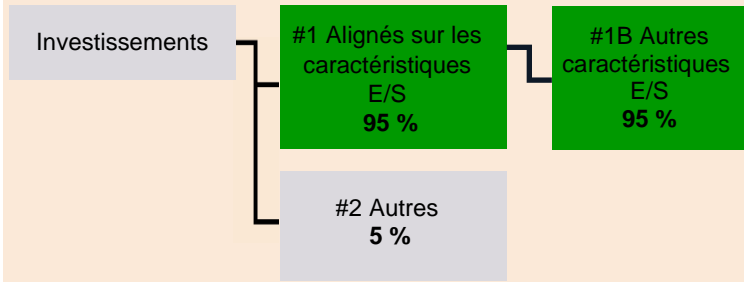 Investissements
#1 Alignés sur les
caractéristiques
E/S
95 %
#1B Autres
caractéristiques
E/S
95 %
#2 Autres
5 %